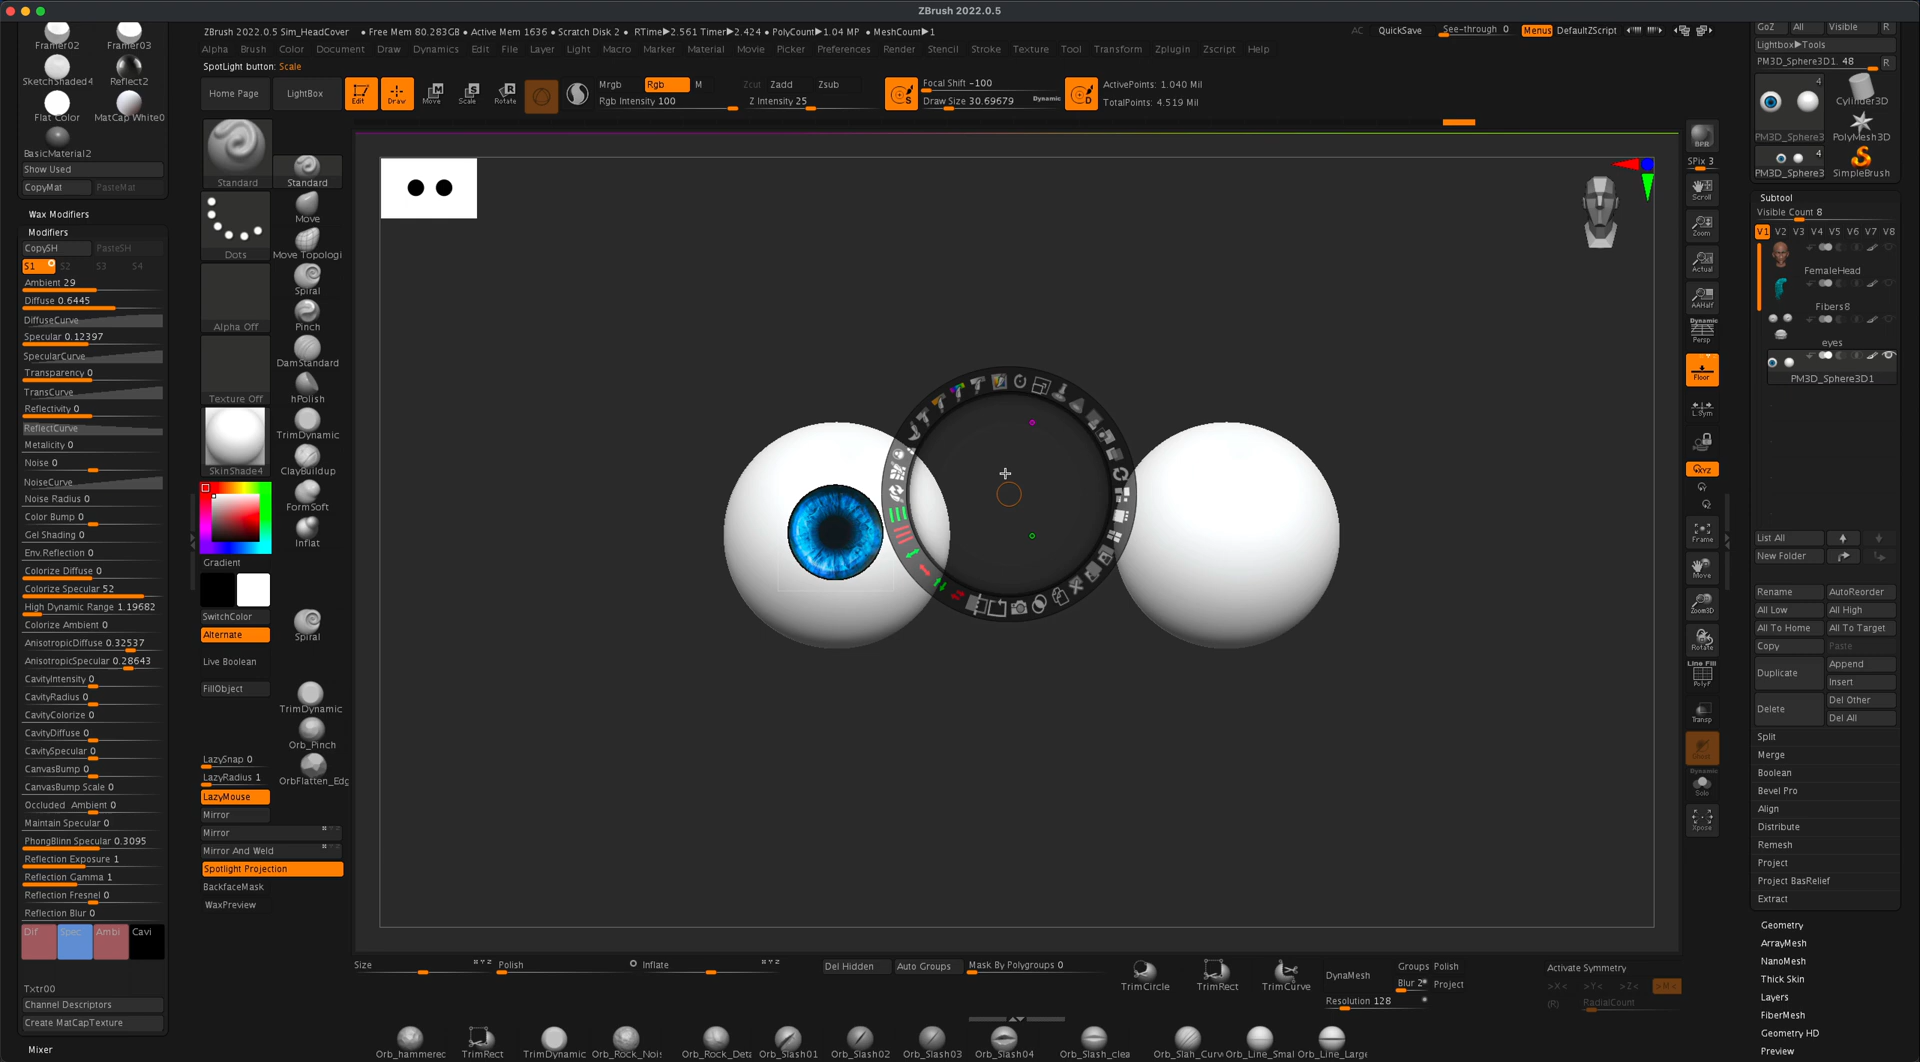 ZBrush 2022.0.5
ZBrush 2022.0.5 Sim_HeadCover • Free Mem 80.283GB • Active Mem 1636 • Scratch Disk 2 • RTime▶2.561 Timer▶2.424 • PolyCount▶1.04 MP • MeshCount▶1
AC QuickSave See-through 0 Menus DefaultZScript
Alpha Brush Color Document Draw Dynamics Edit File Layer Light Macro Marker Material Movie Picker Preferences Render Stencil Stroke Texture Tool Transform Zplugin Zscript Help
SpotLight button: Scale
Home Page LightBox Edit Draw Move Scale Rotate
Mrgb Rgb M Zcut Zadd Zsub
Rgb Intensity 100 Z Intensity 25
Focal Shift -100
Draw Size 30.69679 Dynamic
ActivePoints: 1.040 Mil
TotalPoints: 4.519 Mil
Framer02 Framer03
SketchShaded4 Reflect2
Flat Color MatCap White0
BasicMaterial2
Show Used
CopyMat PasteMat
Wax Modifiers
Modifiers
CopySH PasteSH
S1 S2 S3 S4
Ambient 29
Diffuse 0.6445
DiffuseCurve
Specular 0.12397
SpecularCurve
Transparency 0
TransCurve
Reflectivity 0
ReflectCurve
Metalicity 0
Noise 0
NoiseCurve
Noise Radius 0
Color Bump 0
Gel Shading 0
Env.Reflection 0
Colorize Diffuse 0
Colorize Specular 52
High Dynamic Range 1.19682
Colorize Ambient 0
AnisotropicDiffuse 0.32537
AnisotropicSpecular 0.28643
CavityIntensity 0
CavityRadius 0
CavityColorize 0
CavityDiffuse 0
CavitySpecular 0
CanvasBump 0
CanvasBump Scale 0
Occluded Ambient 0
Maintain Specular 0
PhongBlinn Specular 0.3095
Reflection Exposure 1
Reflection Gamma 1
Reflection Fresnel 0
Reflection Blur 0
Dif Spec Ambi Cavi
Txtr00
Channel Descriptors
Create MatCapTexture
Mixer
Standard
Dots
Alpha Off
Texture Off
SkinShade4
Gradient
SwitchColor
Alternate
Live Boolean
FillObject
LazySnap 0
LazyRadius 1
LazyMouse
Mirror
Mirror
Mirror And Weld
Spotlight Projection
BackfaceMask
WaxPreview
Standard
Move
Move Topologi
Spiral
Pinch
DamStandard
hPolish
TrimDynamic
ClayBuildup
FormSoft
Inflat
Spiral
TrimDynamic
Orb_Pinch
OrbFlatten_Edg
Size Polish Inflate Del Hidden Auto Groups Mask By Polygroups 0
TrimCircle TrimRect TrimCurve
DynaMesh Groups Polish
Blur 2 Project
Resolution 128
Activate Symmetry
>X< >Y< >Z< >M<
(R) RadialCount
Orb_hammerec TrimRect TrimDynamic Orb_Rock_Nois Orb_Rock_Deta Orb_Slash01 Orb_Slash02 Orb_Slash03 Orb_Slash04 Orb_Slash_clea Orb_Slah_Curv Orb_Line_Smal Orb_Line_Large
BPR
SPix 3
Scroll
Zoom
Actual
AAHalf
Dynamic
Persp
Floor
L.Sym
XYZ
Frame
Move
Zoom3D
Rotate
Line Fill
PolyF
Transp
Ghost
Dynamic
Solo
Xpose
GoZ All Visible R
Lightbox▶Tools
PM3D_Sphere3D1. 48 R
4
PM3D_Sphere3 Cylinder3D
PolyMesh3D
4
PM3D_Sphere3 SimpleBrush
Subtool
Visible Count 8
V1 V2 V3 V4 V5 V6 V7 V8
FemaleHead
Fibers8
eyes
PM3D_Sphere3D1
List All
New Folder
Rename AutoReorder
All Low All High
All To Home All To Target
Copy Paste
Duplicate Append
Insert
Delete Del Other
Del All
Split
Merge
Boolean
Bevel Pro
Align
Distribute
Remesh
Project
Project BasRelief
Extract
Geometry
ArrayMesh
NanoMesh
Thick Skin
Layers
FiberMesh
Geometry HD
Preview